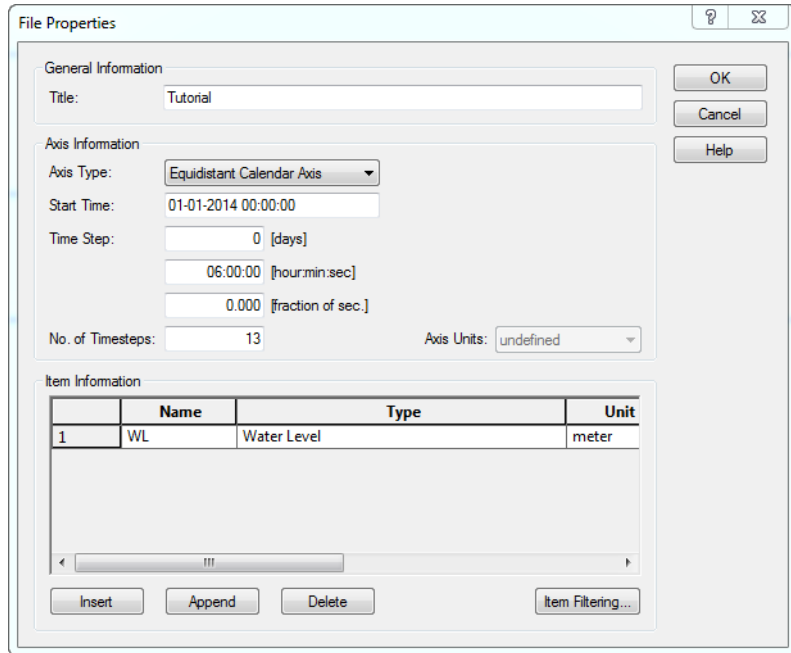 File Properties
General Information
Title: Tutorial
OK
Cancel
Help
Axis Information
Axis Type: Equidistant Calendar Axis
Start Time: 01-01-2014 00:00:00
Time Step: 0 [days]
06:00:00 [hour:min:sec]
0.000 [fraction of sec.]
No. of Timesteps: 13 Axis Units: undefined
Item Information
Name Type Unit
1 WL Water Level meter
Insert Append Delete Item Filtering...